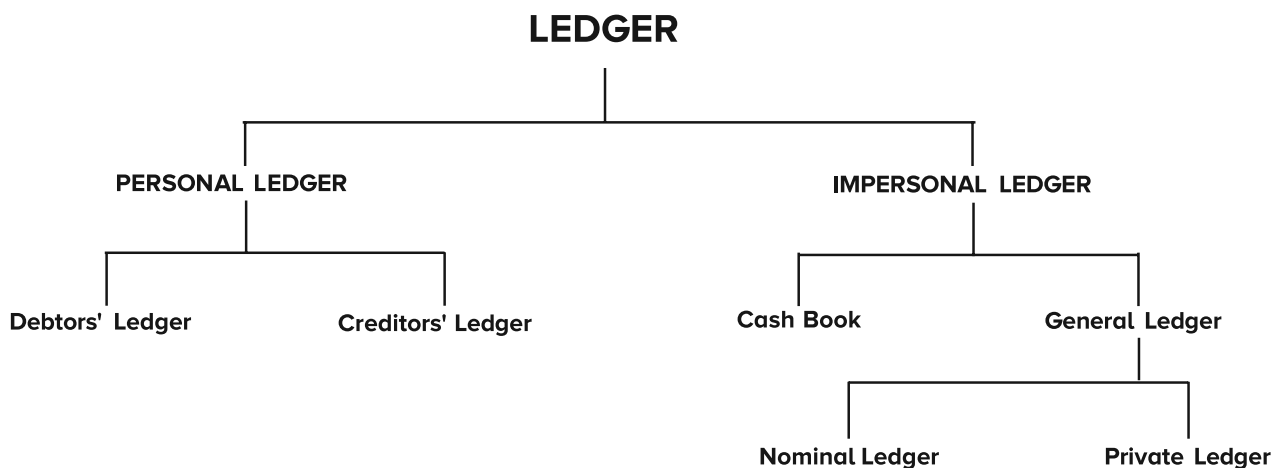 LEDGER
PERSONAL LEDGER
IMPERSONAL LEDGER
Debtors' Ledger
Creditors' Ledger
Cash Book
General Ledger
Nominal Ledger
Private Ledger